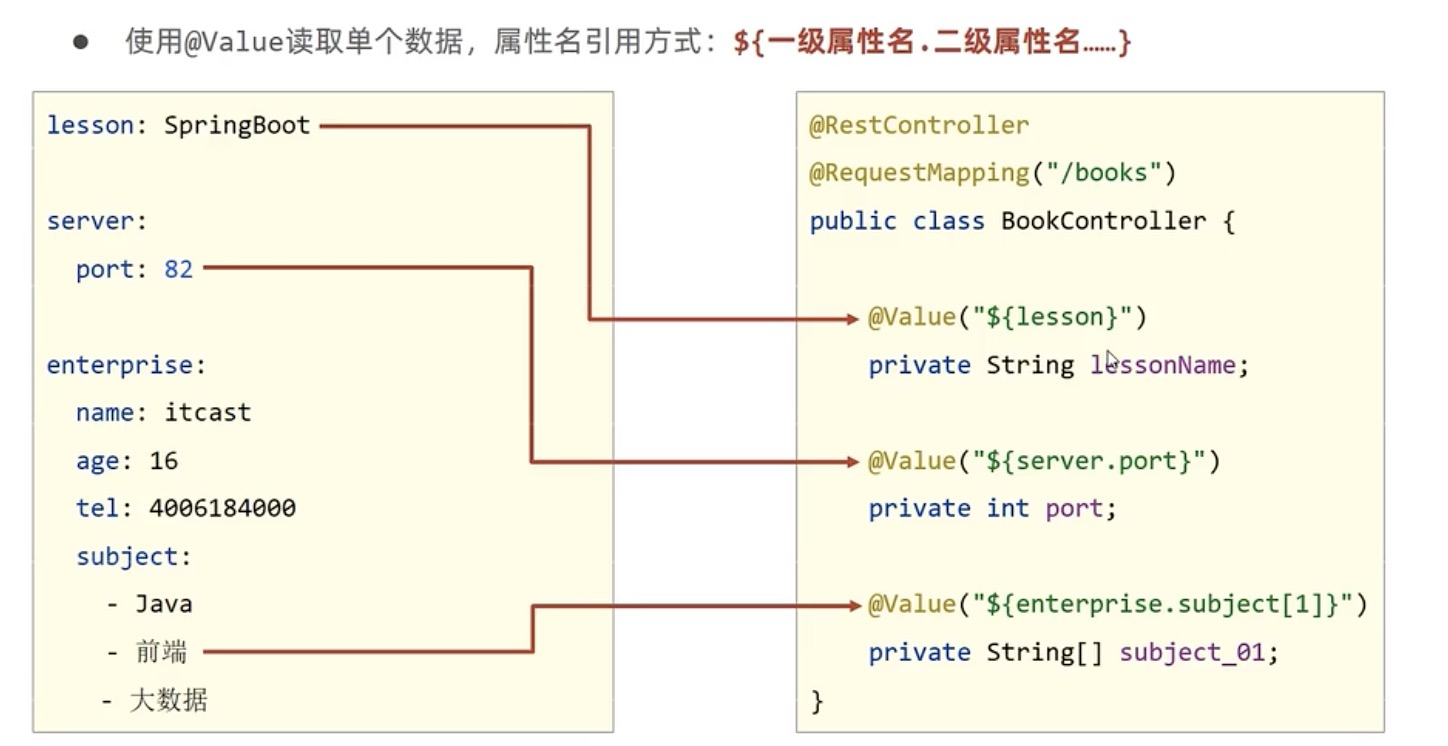 ● 使用@Value读取单个数据，属性名引用方式：${一级属性名.二级属性名……}
lesson: SpringBoot
server:
  port: 82
enterprise:
  name: itcast
  age: 16
  tel: 4006184000
  subject:
    - Java
    - 前端
    - 大数据
@RestController
@RequestMapping("/books")
public class BookController {
    @Value("${lesson}")
    private String lessonName;
    @Value("${server.port}")
    private int port;
    @Value("${enterprise.subject[1]}")
    private String[] subject_01;
}